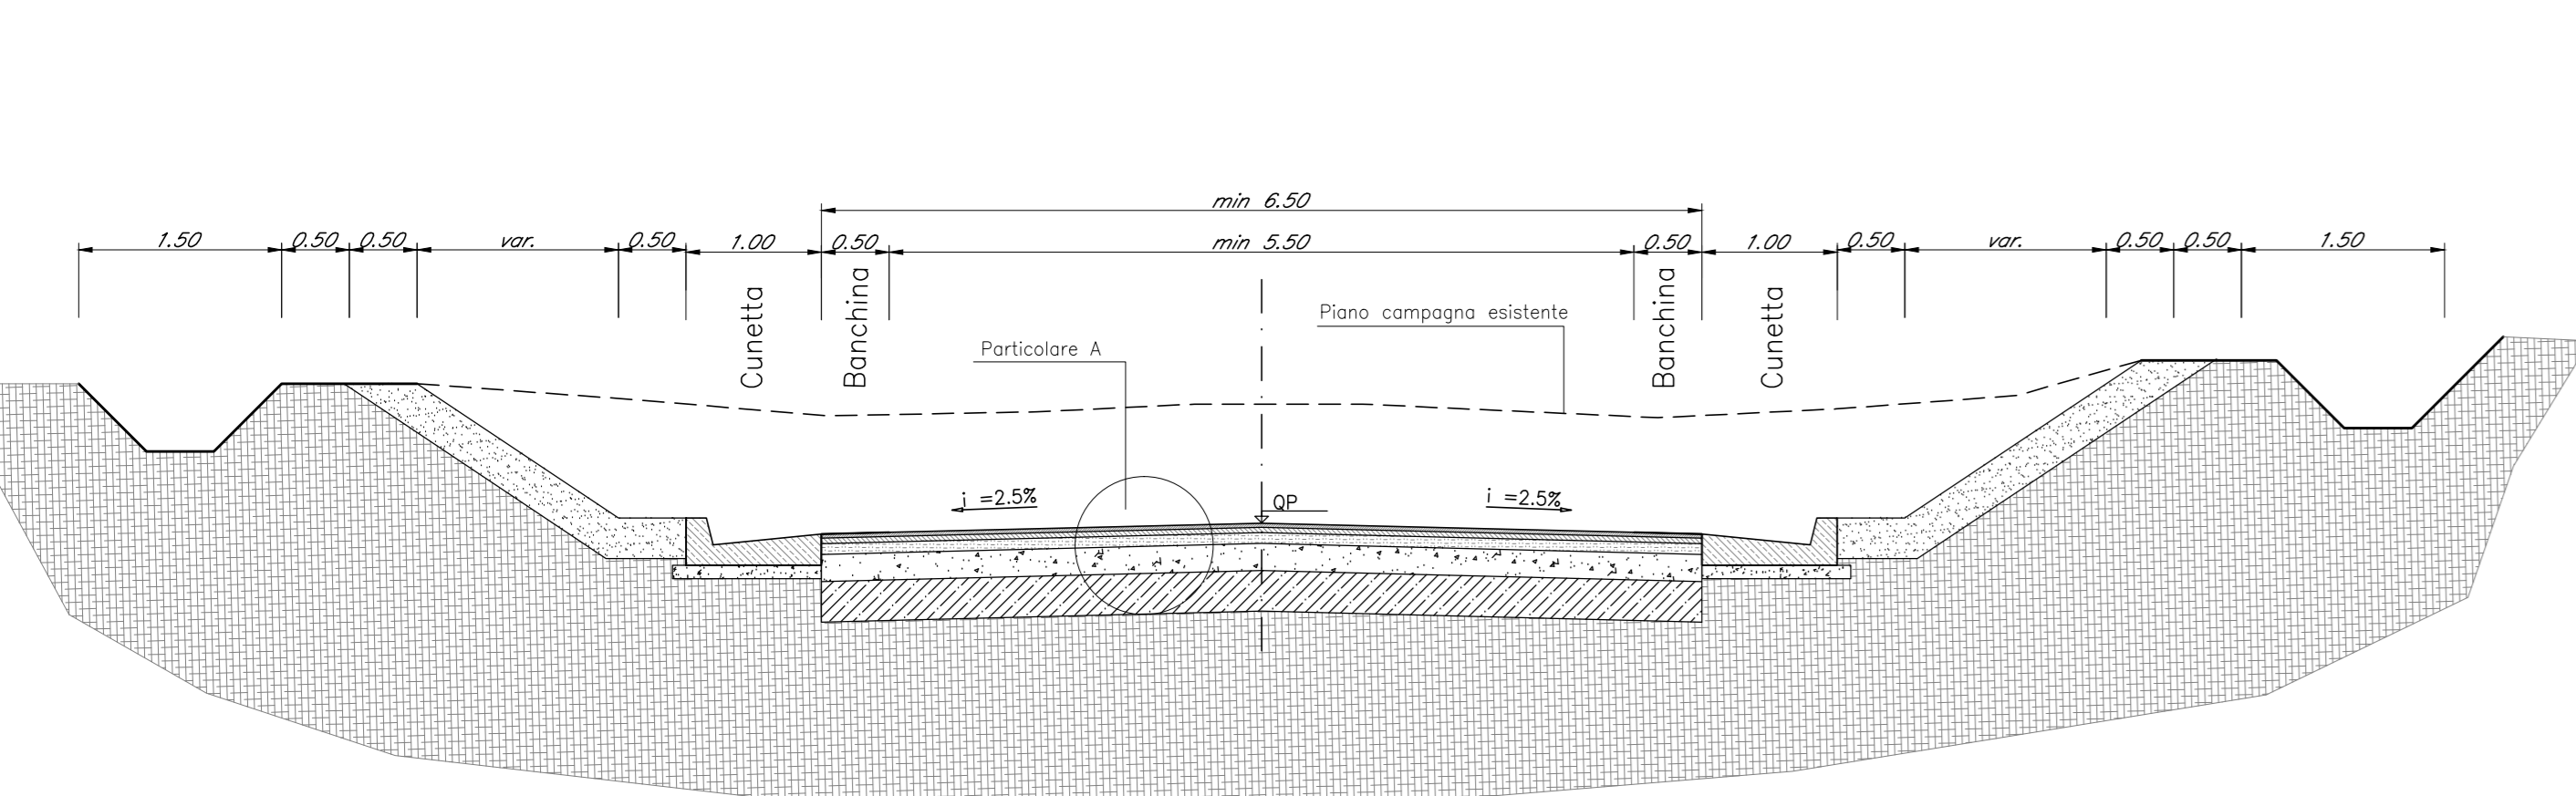 min 6.50
1.50 0.50 0.50 var. 0.50 1.00 0.50 min 5.50 0.50 1.00 0.50 var. 0.50 0.50 1.50
Cunetta
Banchina
Banchina
Cunetta
Piano campagna esistente
Particolare A
i =2.5%
QP
i =2.5%